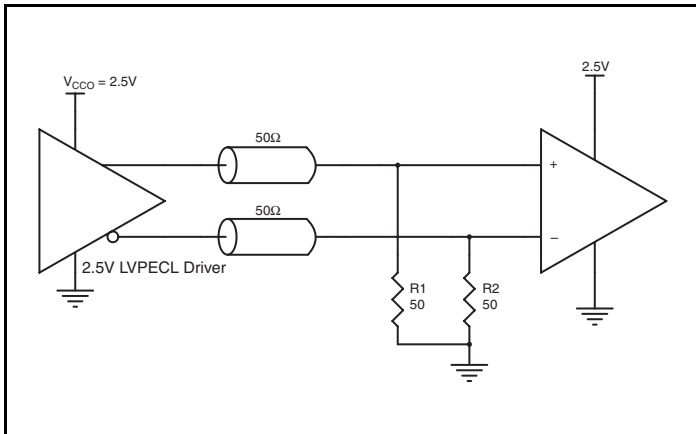 V_CCO = 2.5V
2.5V
50Ω
+
50Ω
–
2.5V LVPECL Driver
R1
50
R2
50